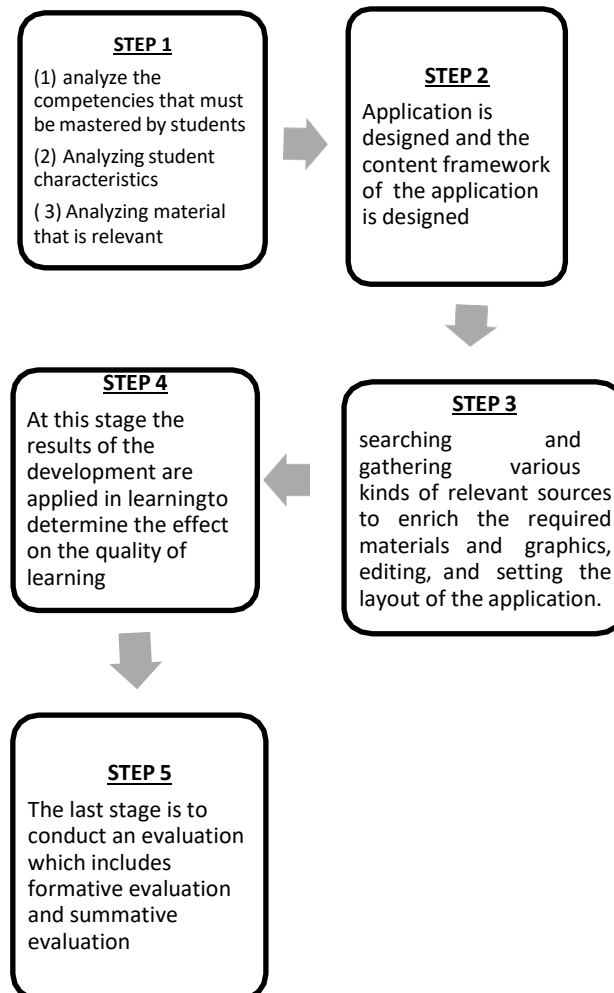 STEP 1
(1) analyze the
competencies that must
be mastered by students
(2) Analyzing student
characteristics
( 3) Analyzing material
that is relevant
STEP 2
Application is
designed and the
content framework
of the application
is designed
STEP 3
searching and
gathering various
kinds of relevant sources
to enrich the required
materials and graphics,
editing, and setting the
layout of the application.
STEP 4
At this stage the
results of the
development are
applied in learningto
determine the effect
on the quality of
learning
STEP 5
The last stage is to
conduct an evaluation
which includes
formative evaluation
and summative
evaluation